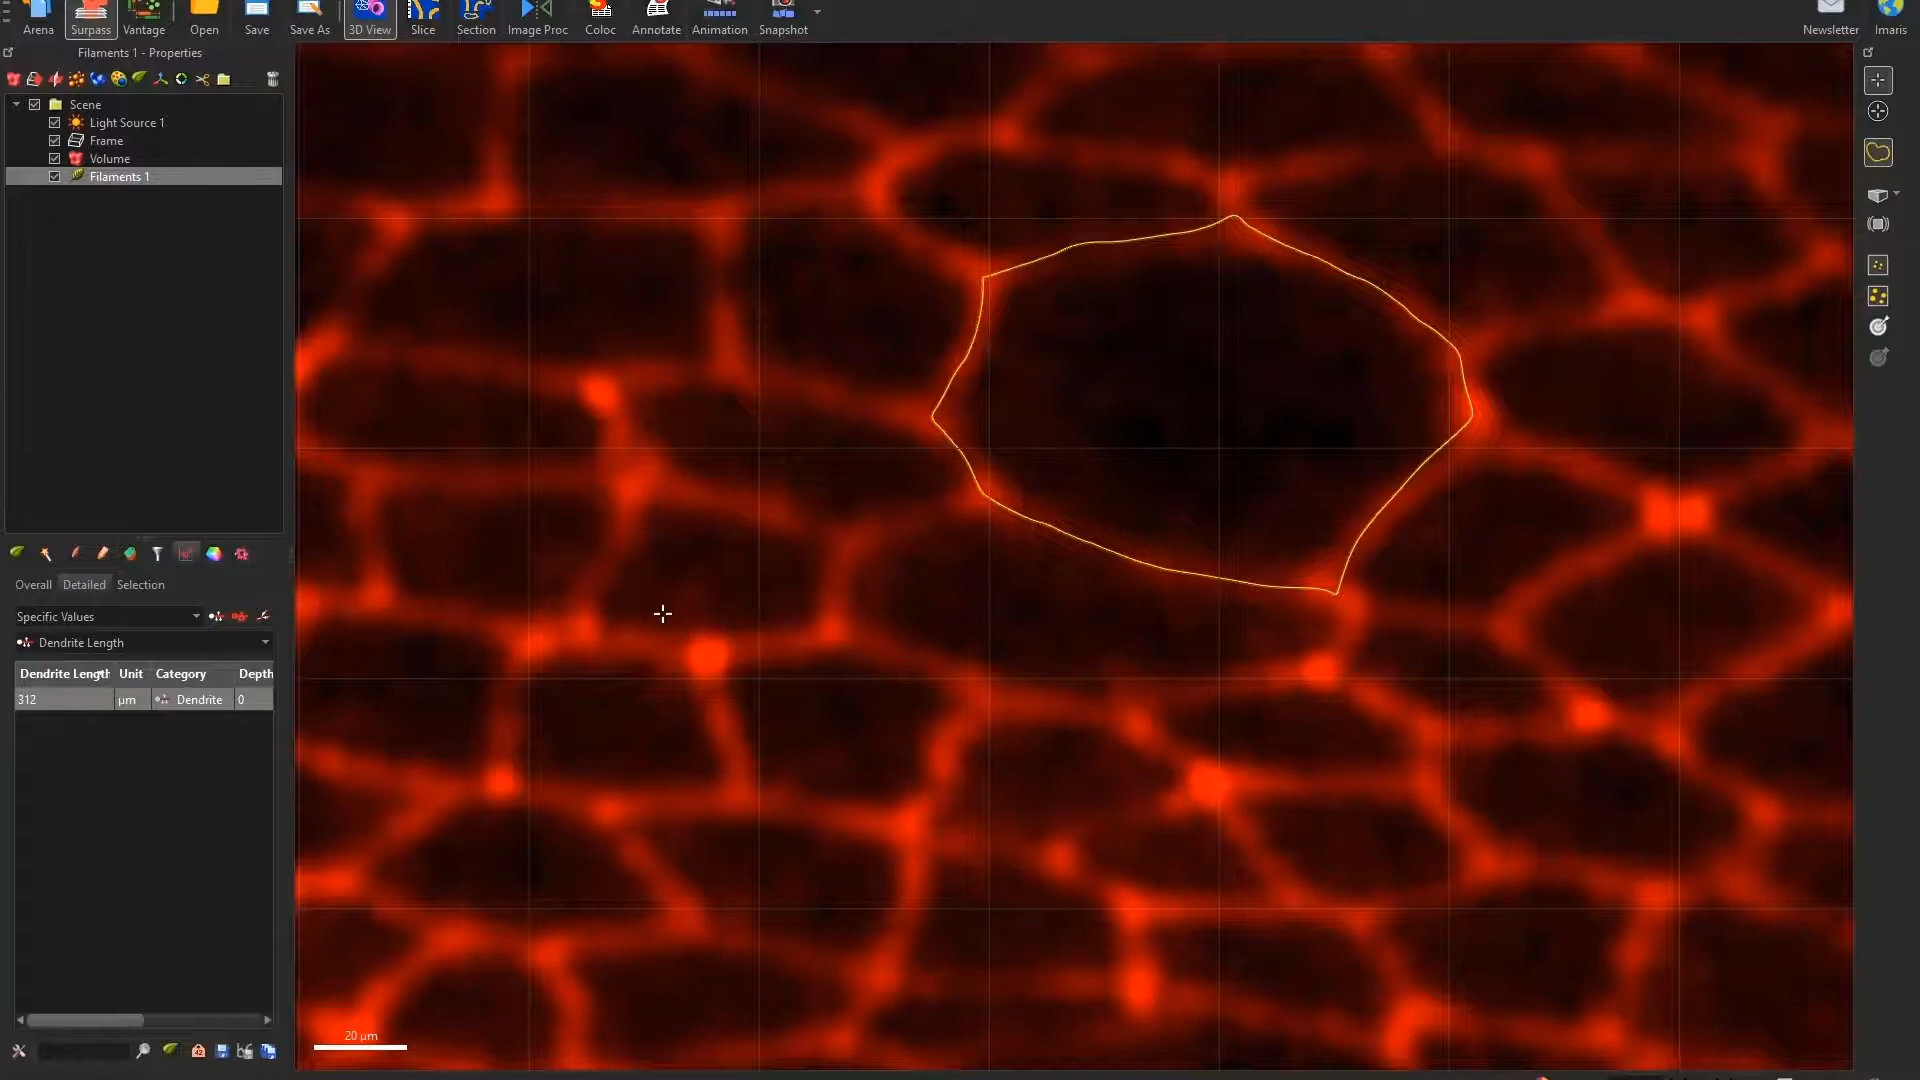 Arena Surpass Vantage Open Save Save As 3D View Slice Section Image Proc Coloc Annotate Animation Snapshot Newsletter Imaris
Filaments 1 - Properties
Scene
Light Source 1
Frame
Volume
Filaments 1
Overall Detailed Selection
Specific Values
Dendrite Length
Dendrite Length Unit Category Depth
312 μm Dendrite 0
20 μm
42